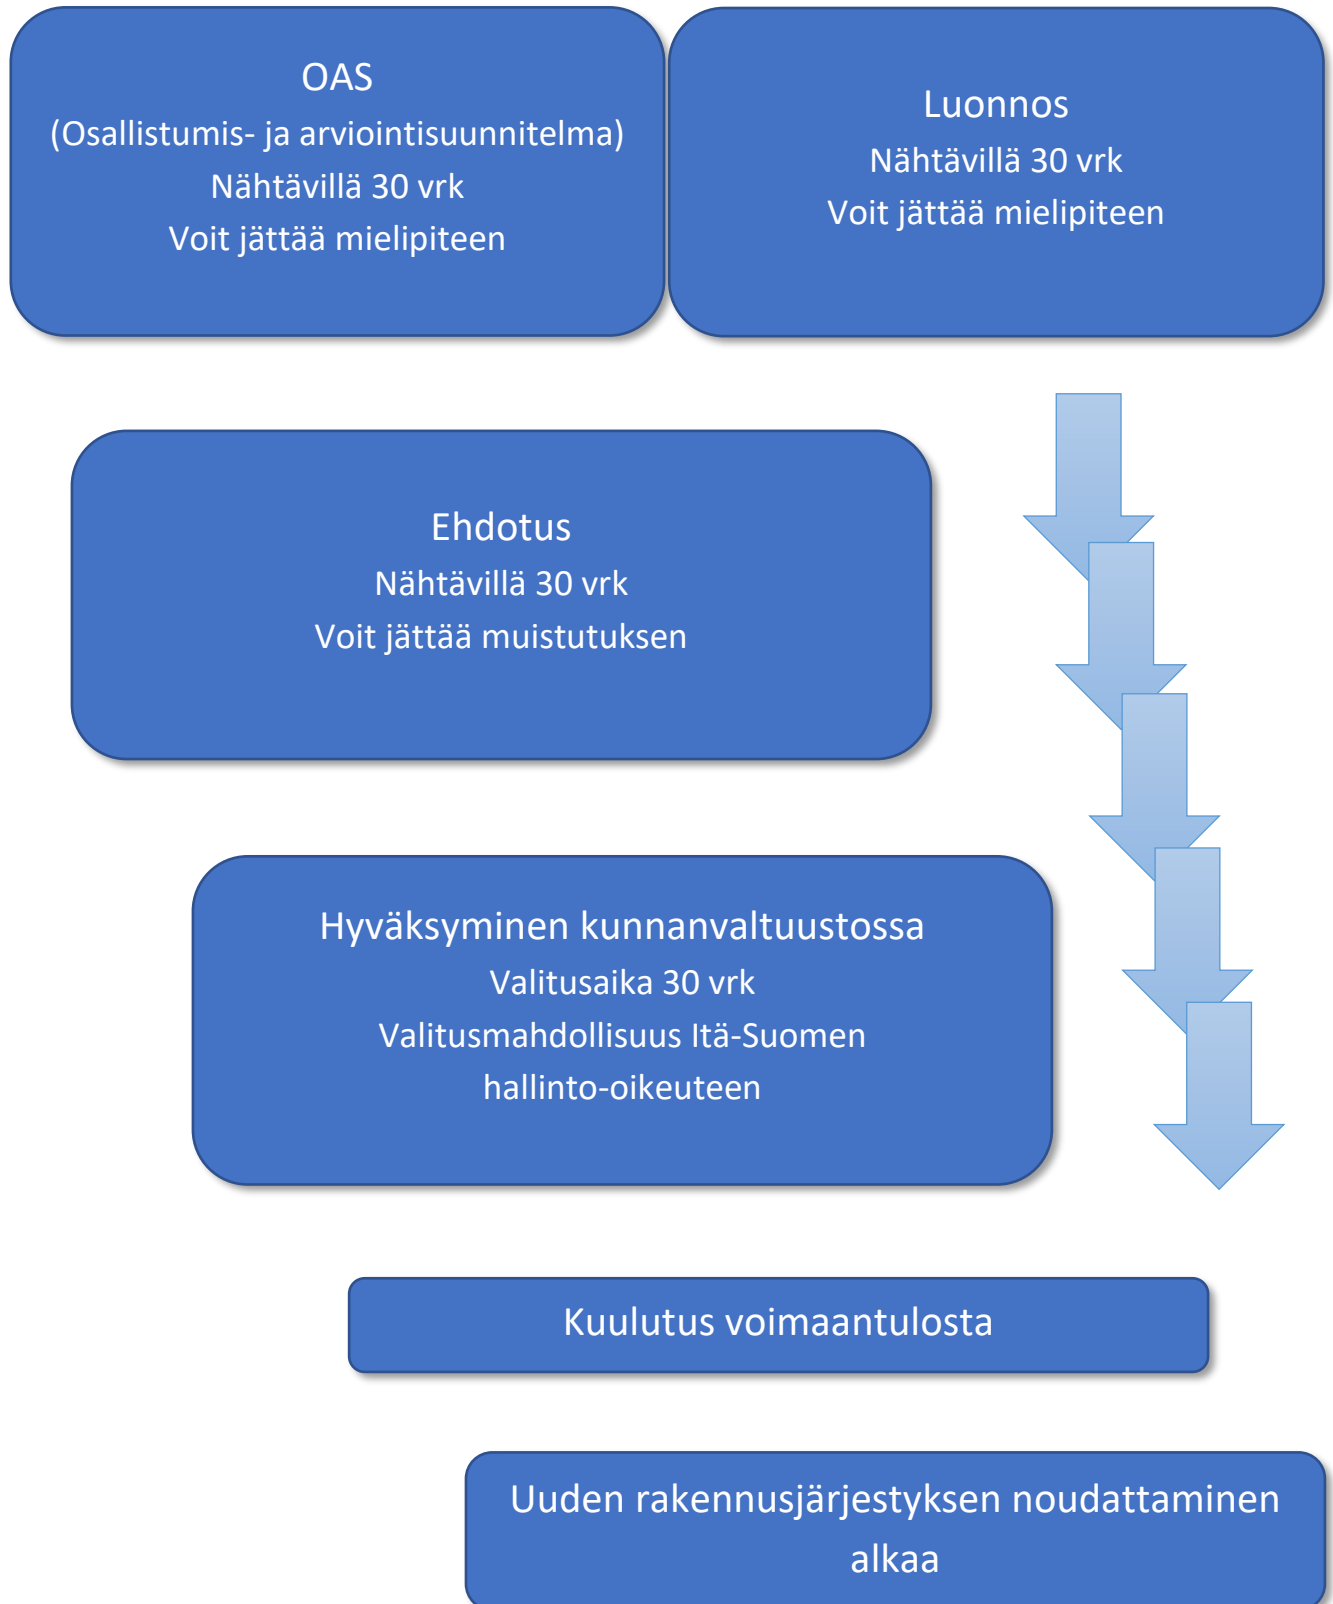 OAS
(Osallistumis- ja arviointisuunnitelma)
Nähtävillä 30 vrk
Voit jättää mielipiteen
Luonnos
Nähtävillä 30 vrk
Voit jättää mielipiteen
Ehdotus
Nähtävillä 30 vrk
Voit jättää muistutuksen
Hyväksyminen kunnanvaltuustossa
Valitusaika 30 vrk
Valitusmahdollisuus Itä-Suomen
hallinto-oikeuteen
Kuulutus voimaantulosta
Uuden rakennusjärjestyksen noudattaminen
alkaa